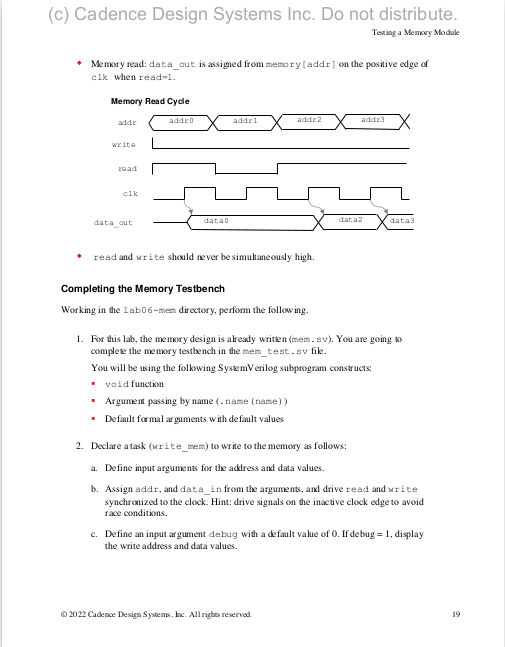 (c) Cadence Design Systems Inc. Do not distribute.
Testing a Memory Module
Memory read: data_out is assigned from memory[addr] on the positive edge of
clk when read=1.
Memory Read Cycle
addr addr0 addr1 addr2 addr3
write
read
clk
data_out data0 data2 data3
read and write should never be simultaneously high.
Completing the Memory Testbench
Working in the lab06-mem directory, perform the following.
1. For this lab, the memory design is already written (mem.sv). You are going to
complete the memory testbench in the mem_test.sv file.
You will be using the following SystemVerilog subprogram constructs:
void function
Argument passing by name (.name(name))
Default formal arguments with default values
2. Declare a task (write_mem) to write to the memory as follows:
a. Define input arguments for the address and data values.
b. Assign addr, and data_in from the arguments, and drive read and write
synchronized to the clock. Hint: drive signals on the inactive clock edge to avoid
race conditions.
c. Define an input argument debug with a default value of 0. If debug = 1, display
the write address and data values.
© 2022 Cadence Design Systems, Inc. All rights reserved. 19